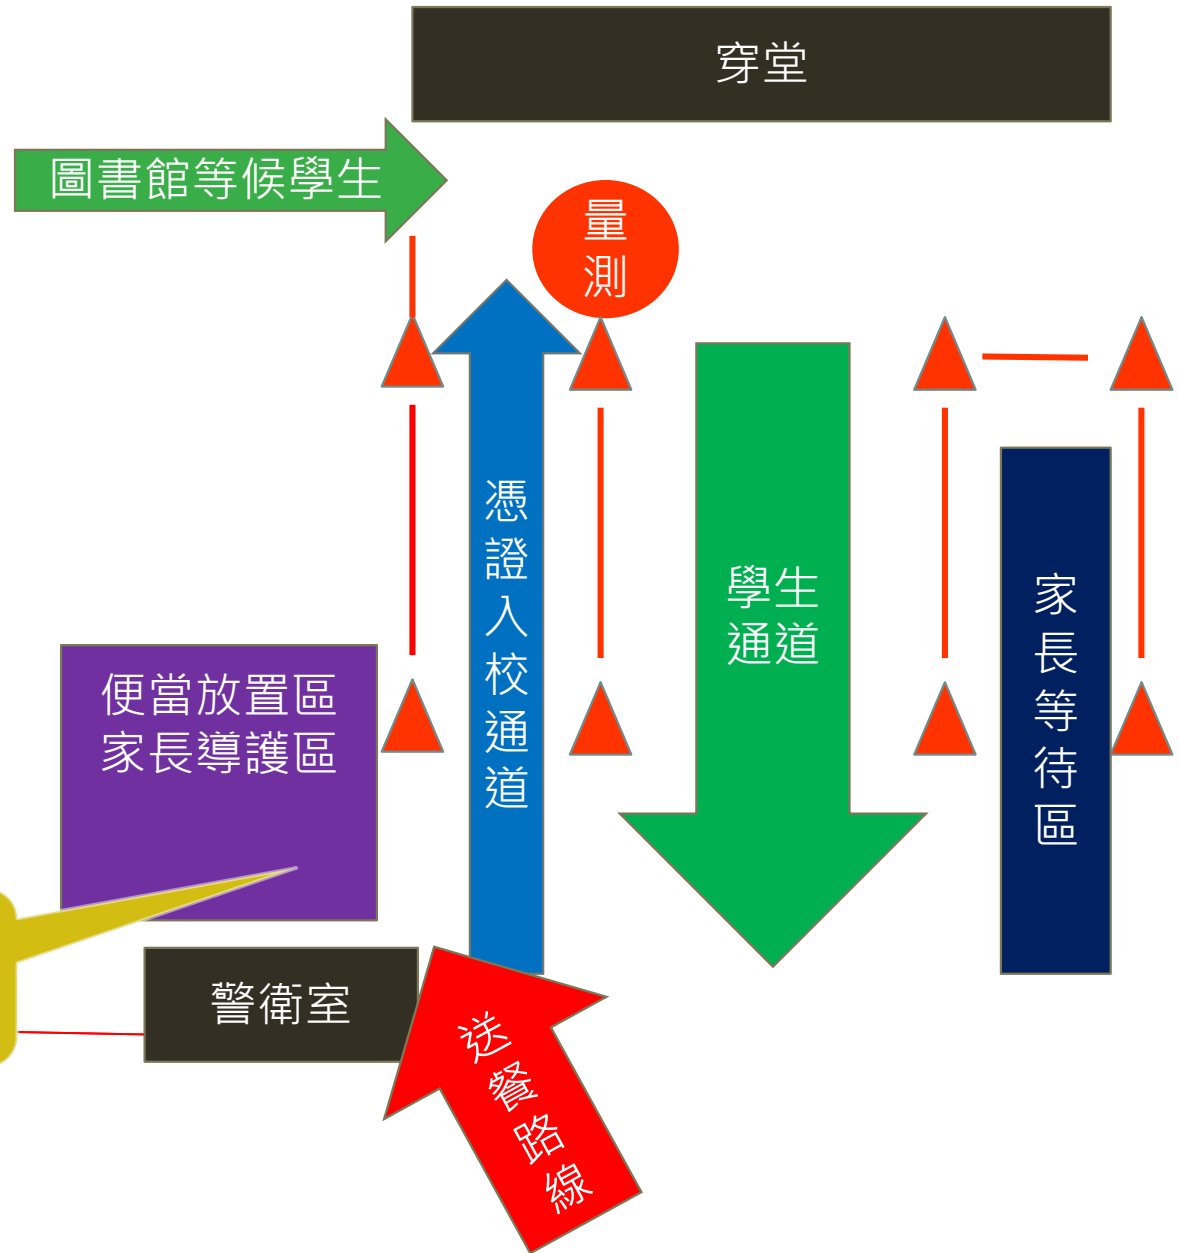 穿堂
圖書館等候學生
量
測
憑
證
入
校
通
道
學生
通道
家
長
等
待
區
便當放置區
家長導護區
警衛室
送
餐
路
線